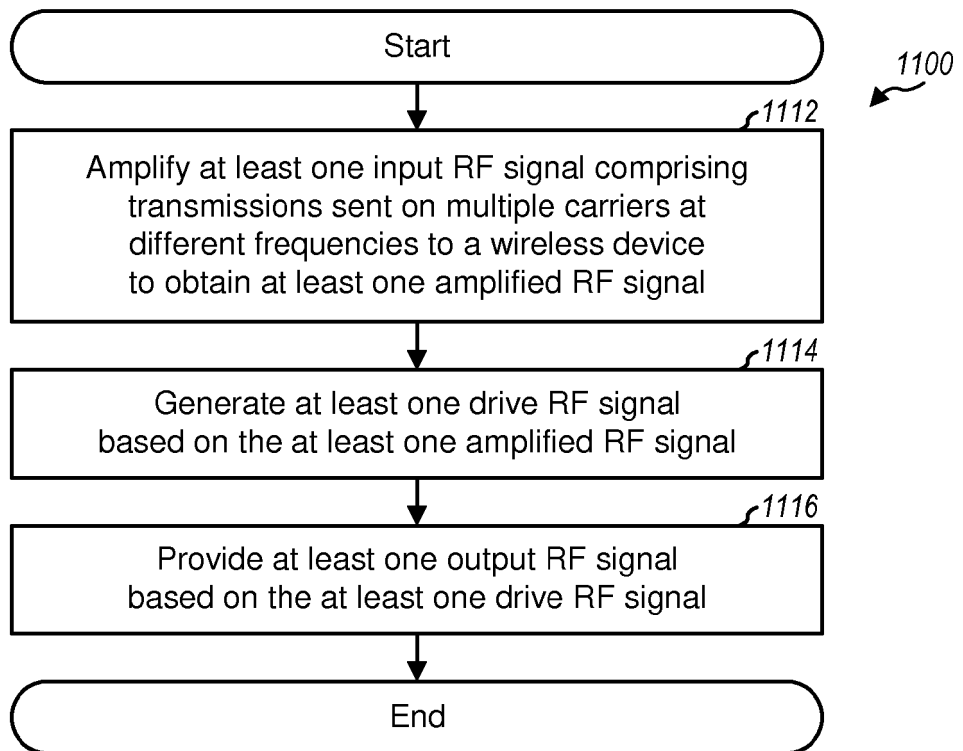 Start
1100
1112
Amplify at least one input RF signal comprising
transmissions sent on multiple carriers at
different frequencies to a wireless device
to obtain at least one amplified RF signal
1114
Generate at least one drive RF signal
based on the at least one amplified RF signal
1116
Provide at least one output RF signal
based on the at least one drive RF signal
End